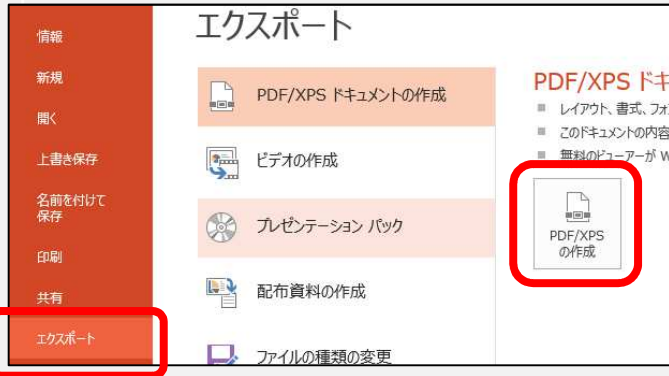 情報
新規
開く
上書き保存
名前を付けて
保存
印刷
共有
エクスポート
エクスポート
PDF/XPS ドキュメントの作成
ビデオの作成
プレゼンテーション パック
配布資料の作成
ファイルの種類の変更
PDF/XPS ドキ
レイアウト、書式、フォ
このドキュメントの内容
無料のビューアーが W
PDF/XPS
の作成